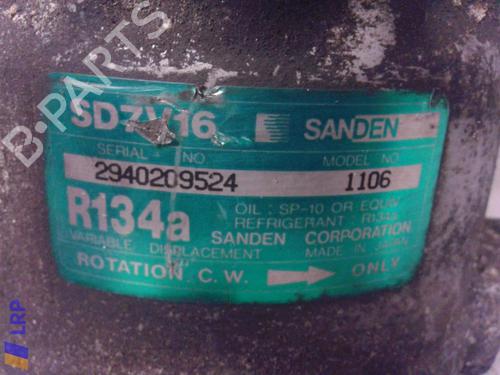 SD7V16 SANDEN
SERIAL NO MODEL NO
2940209524 1106
R134a OIL : SP-10 OR EQUIV
REFRIGERANT : R134a
VARIABLE DISPLACEMENT SANDEN CORPORATION
MADE IN JAPAN
ROTATION C. W. ONLY
B-PARTS
LRP